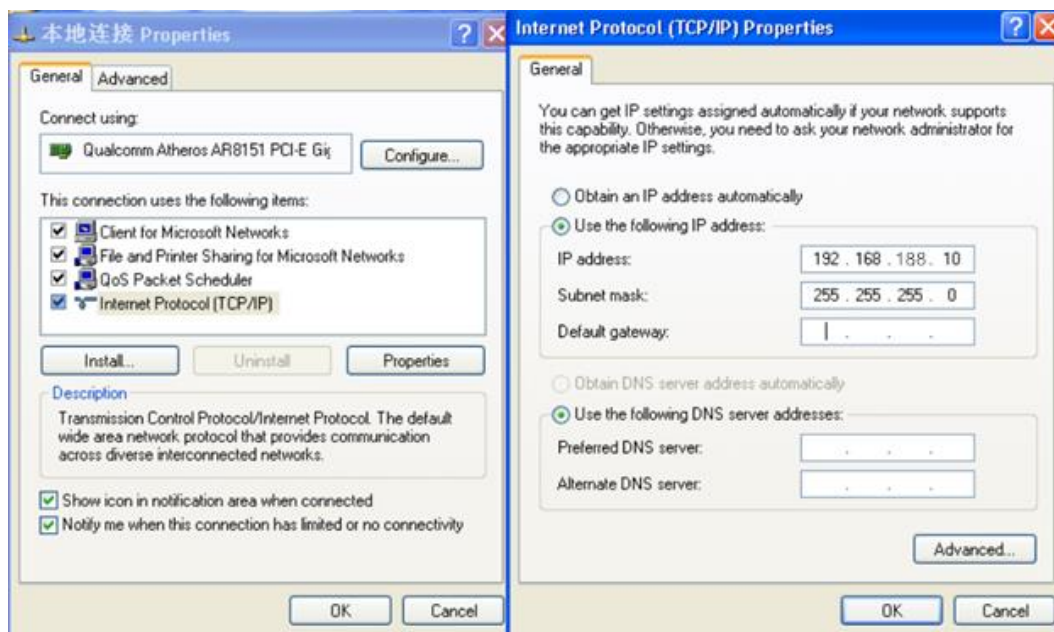 本地连接 Properties
General
Advanced
Connect using:
Qualcomm Atheros AR8151 PCI-E Gig
Configure...
This connection uses the following items:
Client for Microsoft Networks
File and Printer Sharing for Microsoft Networks
QoS Packet Scheduler
Internet Protocol (TCP/IP)
Install...
Uninstall
Properties
Description
Transmission Control Protocol/Internet Protocol. The default
wide area network protocol that provides communication
across diverse interconnected networks.
Show icon in notification area when connected
Notify me when this connection has limited or no connectivity
OK
Cancel
Internet Protocol (TCP/IP) Properties
General
You can get IP settings assigned automatically if your network supports
this capability. Otherwise, you need to ask your network administrator for
the appropriate IP settings.
Obtain an IP address automatically
Use the following IP address:
IP address: 192 . 168 . 188 . 10
Subnet mask: 255 . 255 . 255 . 0
Default gateway: . . .
Obtain DNS server address automatically
Use the following DNS server addresses:
Preferred DNS server: . . .
Alternate DNS server: . . .
Advanced...
OK
Cancel